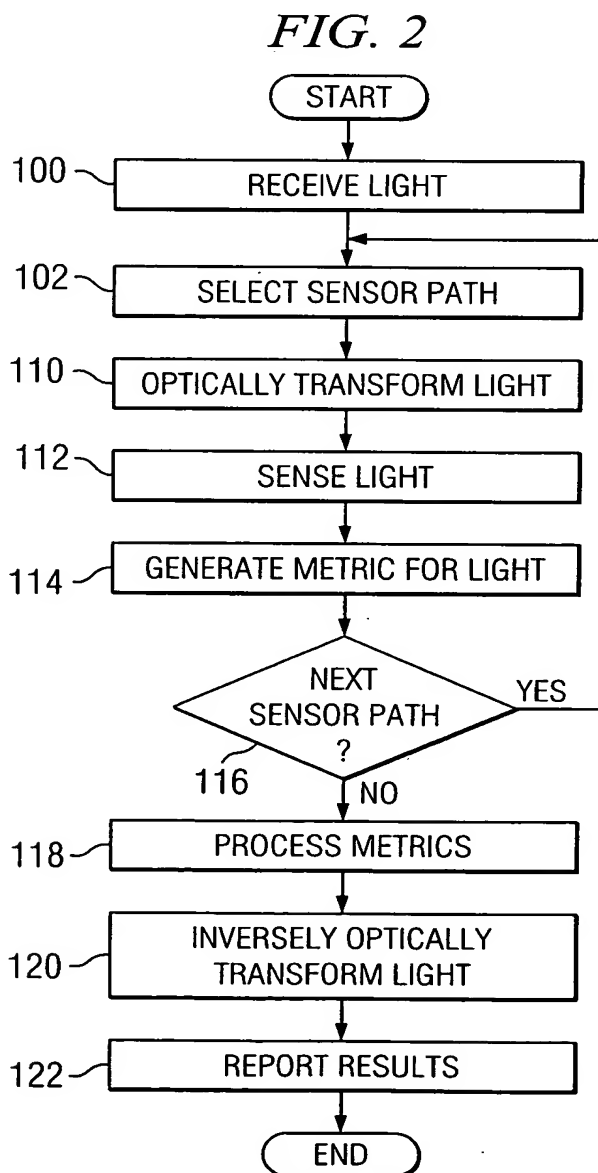 FIG. 2
START
100
RECEIVE LIGHT
102
SELECT SENSOR PATH
110
OPTICALLY TRANSFORM LIGHT
112
SENSE LIGHT
114
GENERATE METRIC FOR LIGHT
NEXT
SENSOR PATH
?
YES
116
NO
118
PROCESS METRICS
120
INVERSELY OPTICALLY
TRANSFORM LIGHT
122
REPORT RESULTS
END